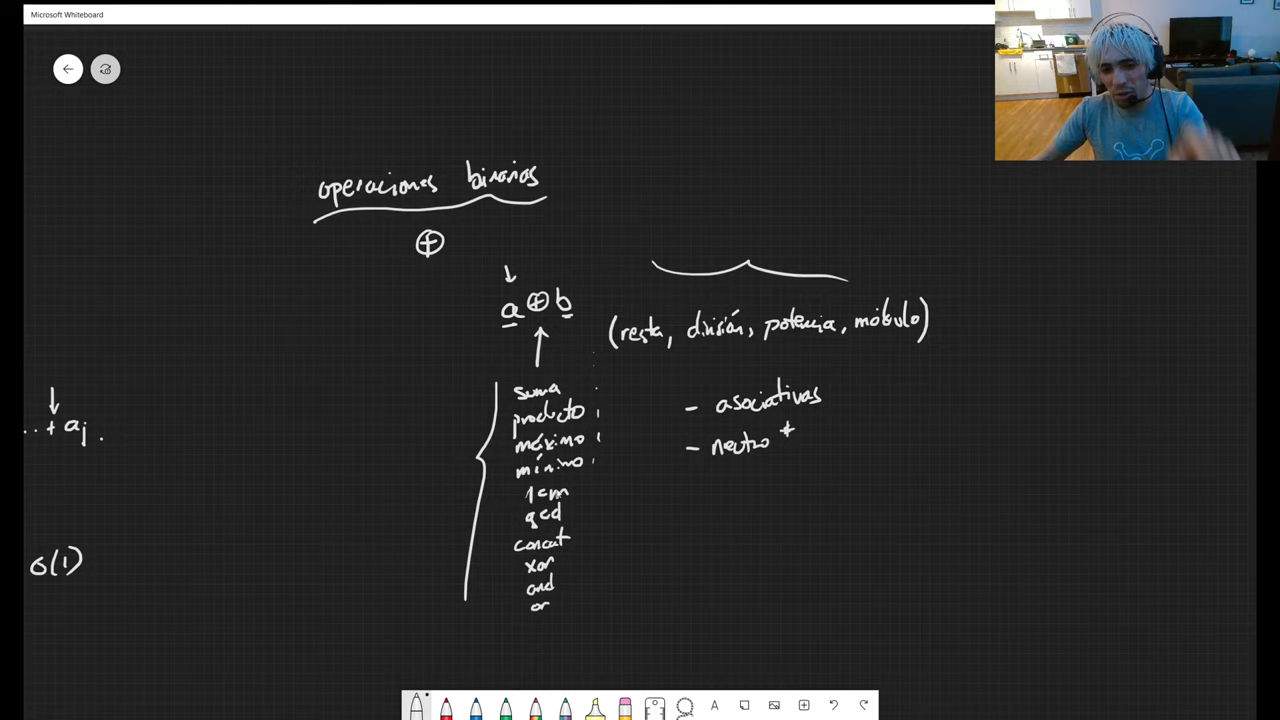 Microsoft Whiteboard
operaciones binarias
⊕
↓
a ⊕ b
(resta, división, potencia, módulo)
suma
producto
máximo
mínimo
lcm
gcd
concat
xor
and
or
- asociativas
- neutro *
↓
..+ aj.
O(1)
A